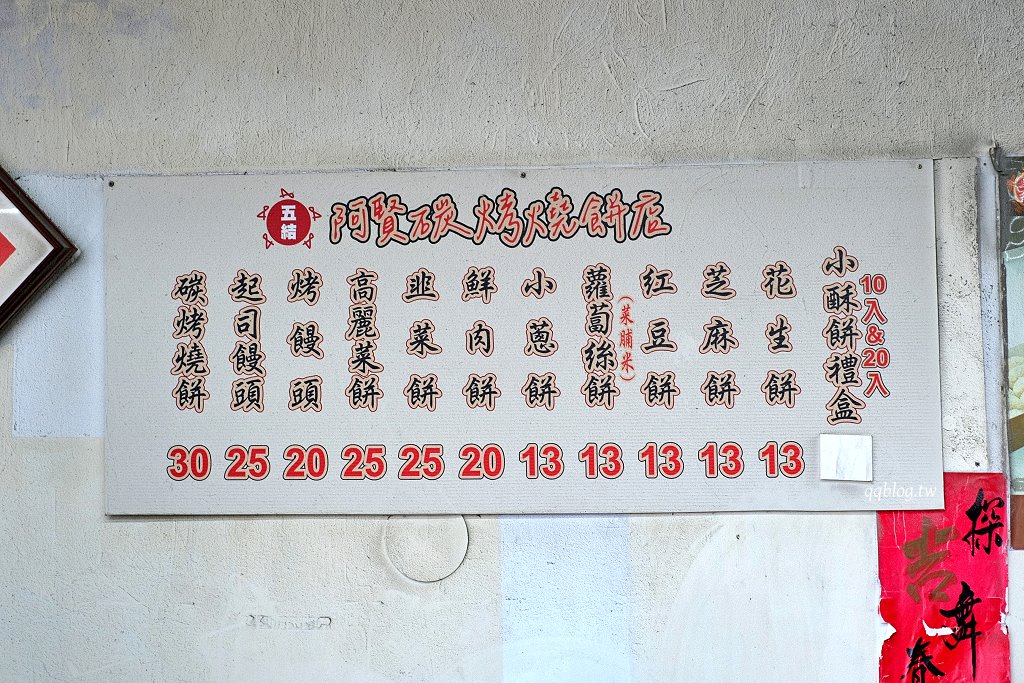 五結
阿賢碳烤燒餅店
小酥餅禮盒
10入&20入
花生餅
13
芝麻餅
13
紅豆餅
13
蘿蔔絲餅
(菜脯米)
13
小蔥餅
13
鮮肉餅
20
韭菜餅
25
高麗菜餅
25
烤饅頭
20
起司饅頭
25
碳烤燒餅
30
qqblog.tw
吉